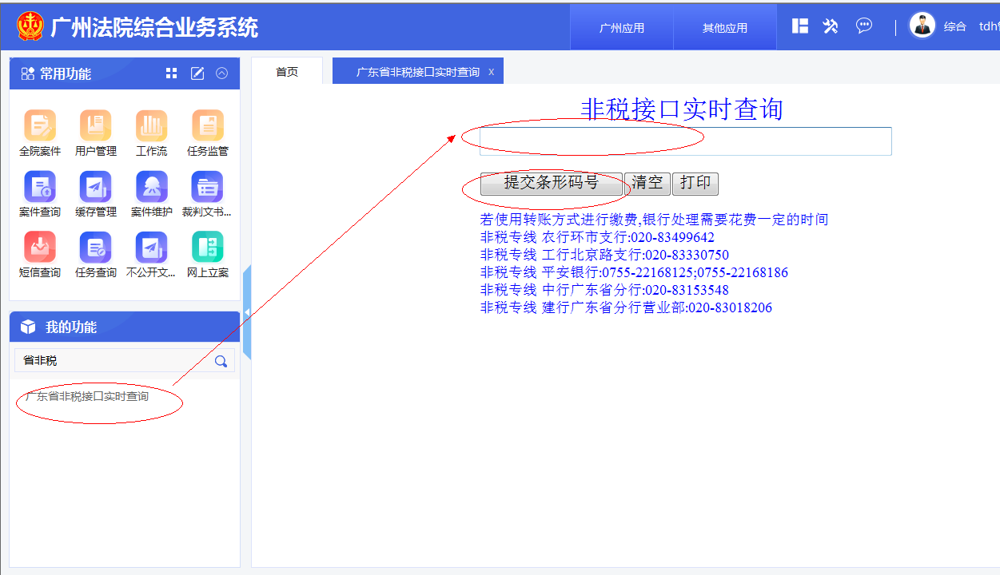 广州法院综合业务系统
广州应用
其他应用
综合
tdh
常用功能
全院案件
用户管理
工作流
任务监管
案件查询
缓存管理
案件维护
裁判文书...
短信查询
任务查询
不公开文...
网上立案
我的功能
省非税
广东省非税接口实时查询
首页
广东省非税接口实时查询 x
非税接口实时查询
提交条形码号
清空
打印
若使用转账方式进行缴费,银行处理需要花费一定的时间
非税专线 农行环市支行:020-83499642
非税专线 工行北京路支行:020-83330750
非税专线 平安银行:0755-22168125;0755-22168186
非税专线 中行广东省分行:020-83153548
非税专线 建行广东省分行营业部:020-83018206